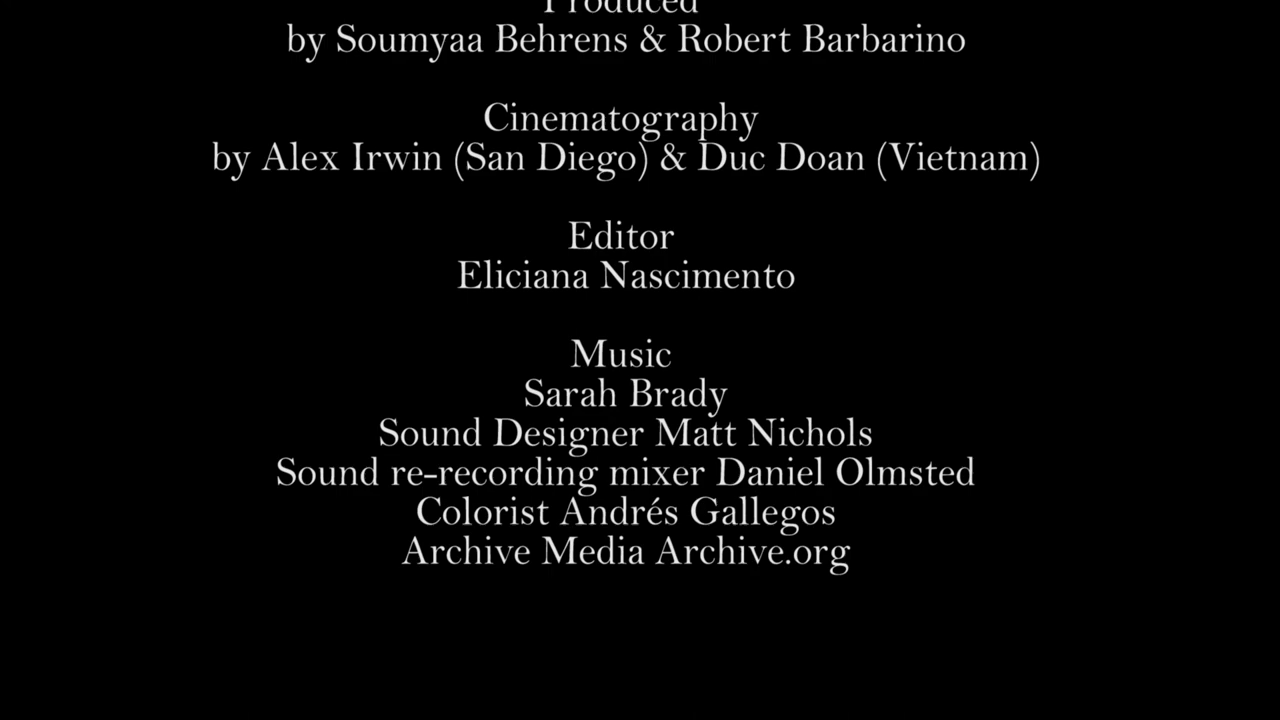 Produced
by Soumyaa Behrens & Robert Barbarino
Cinematography
by Alex Irwin (San Diego) & Duc Doan (Vietnam)
Editor
Eliciana Nascimento
Music
Sarah Brady
Sound Designer Matt Nichols
Sound re-recording mixer Daniel Olmsted
Colorist Andrés Gallegos
Archive Media Archive.org